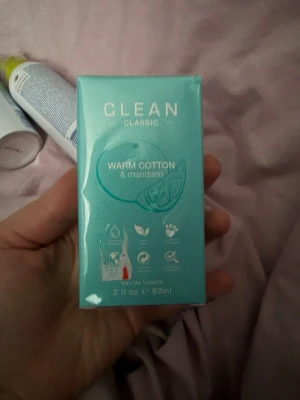 CLEAN
CLASSIC
WARM COTTON
& mandarin
eau de toilette
2 fl oz e 60ml